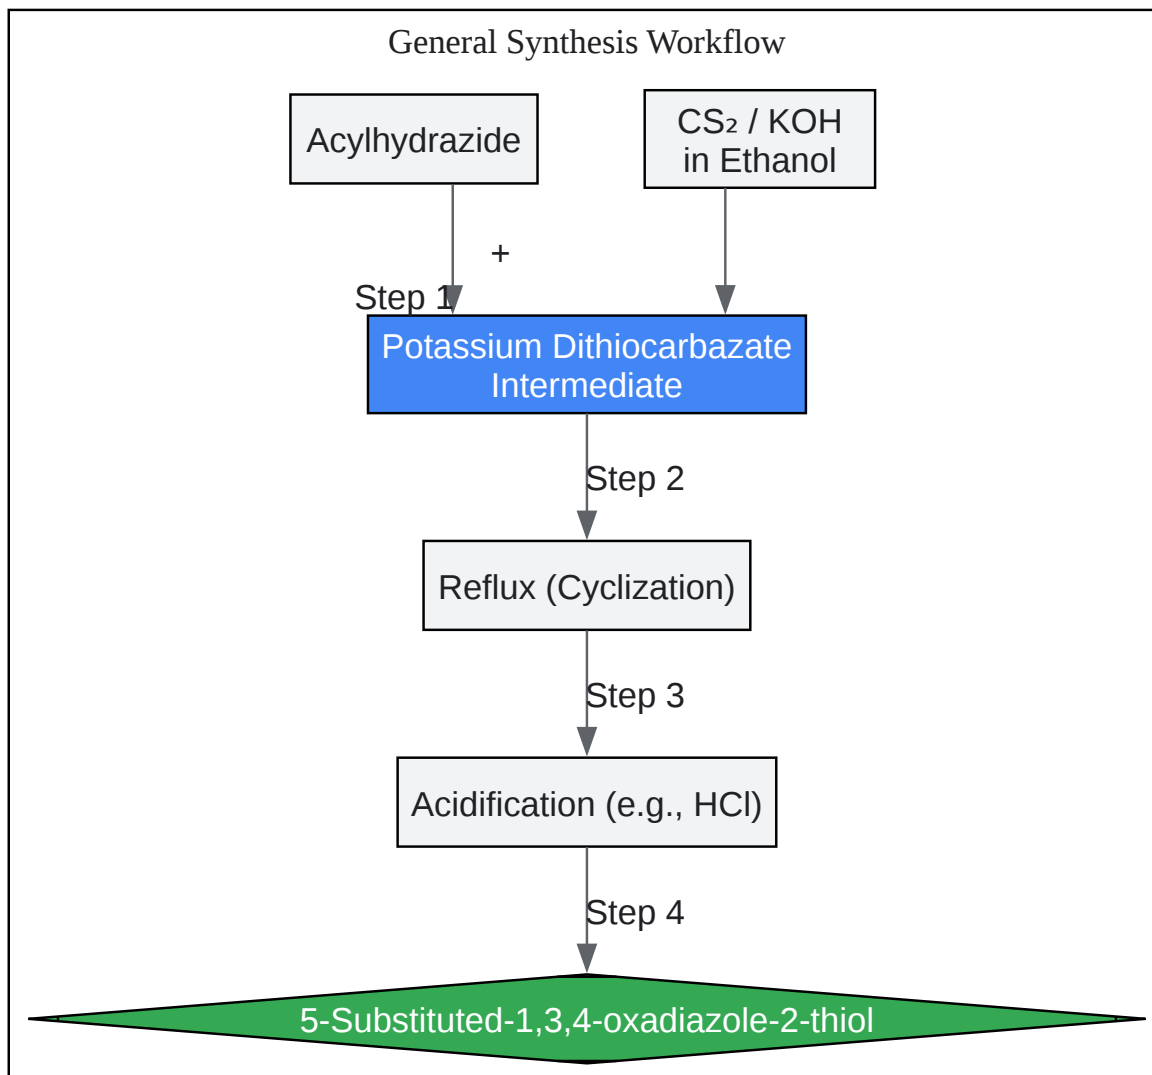 General Synthesis Workflow
Acylhydrazide
CS₂ / KOH
in Ethanol
+
Step 1
Potassium Dithiocarbazate
Intermediate
Step 2
Reflux (Cyclization)
Step 3
Acidification (e.g., HCl)
Step 4
5-Substituted-1,3,4-oxadiazole-2-thiol